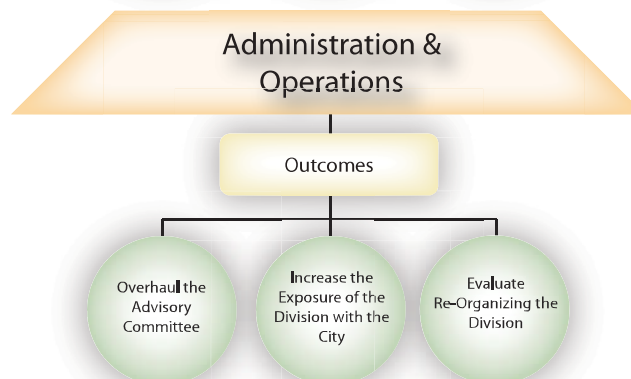 Administration &
Operations
Outcomes
Overhaul the
Advisory
Committee
Increase the
Exposure of the
Division with the
City
Evaluate
Re-Organizing the
Division